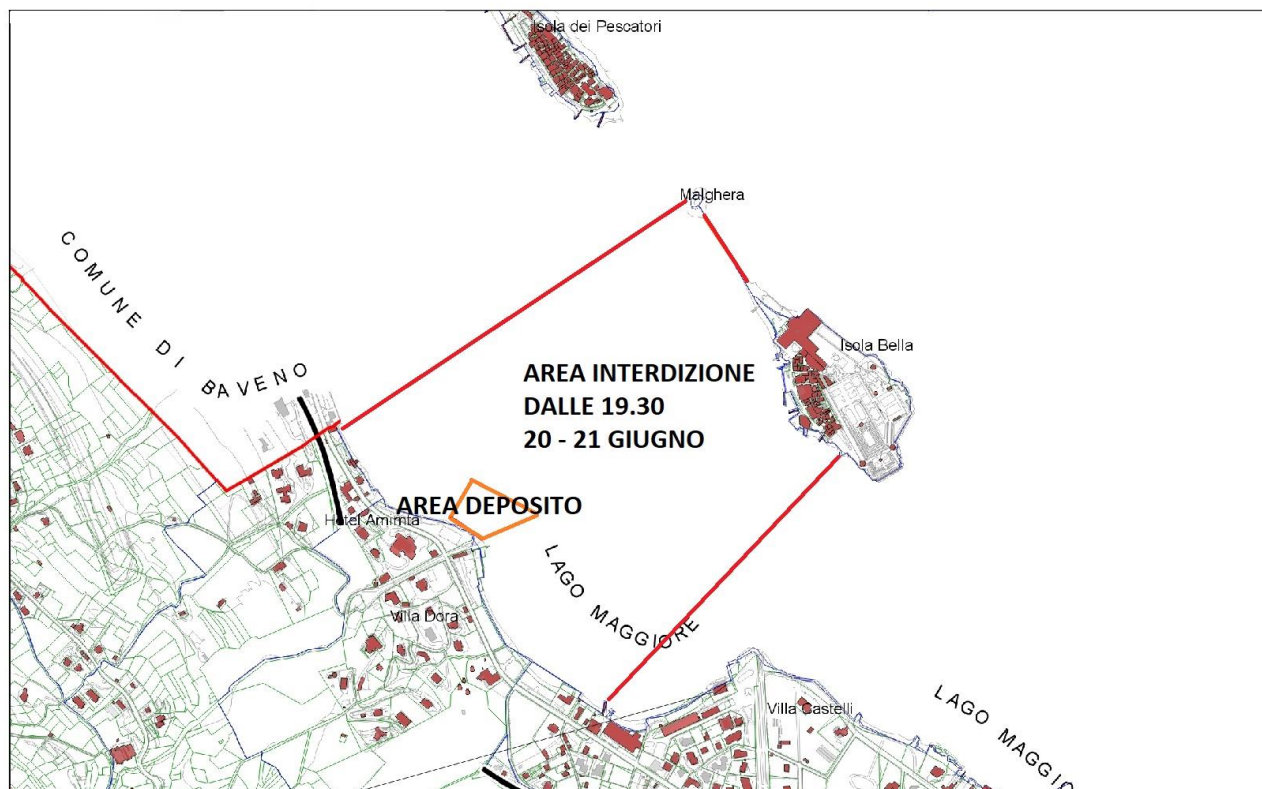 Isola dei Pescatori
Malghera
COMUNE DI BAVENO
Isola Bella
AREA INTERDIZIONE
DALLE 19.30
20 - 21 GIUGNO
AREA DEPOSITO
Hotel Amimta
LAGO MAGGIORE
Villa Dora
Villa Castelli
LAGO MAGGIO